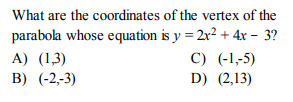 What are the coordinates of the vertex of the
parabola whose equation is y = 2x² + 4x – 3?
A) (1,3) C) (-1,-5)
B) (-2,-3) D) (2,13)